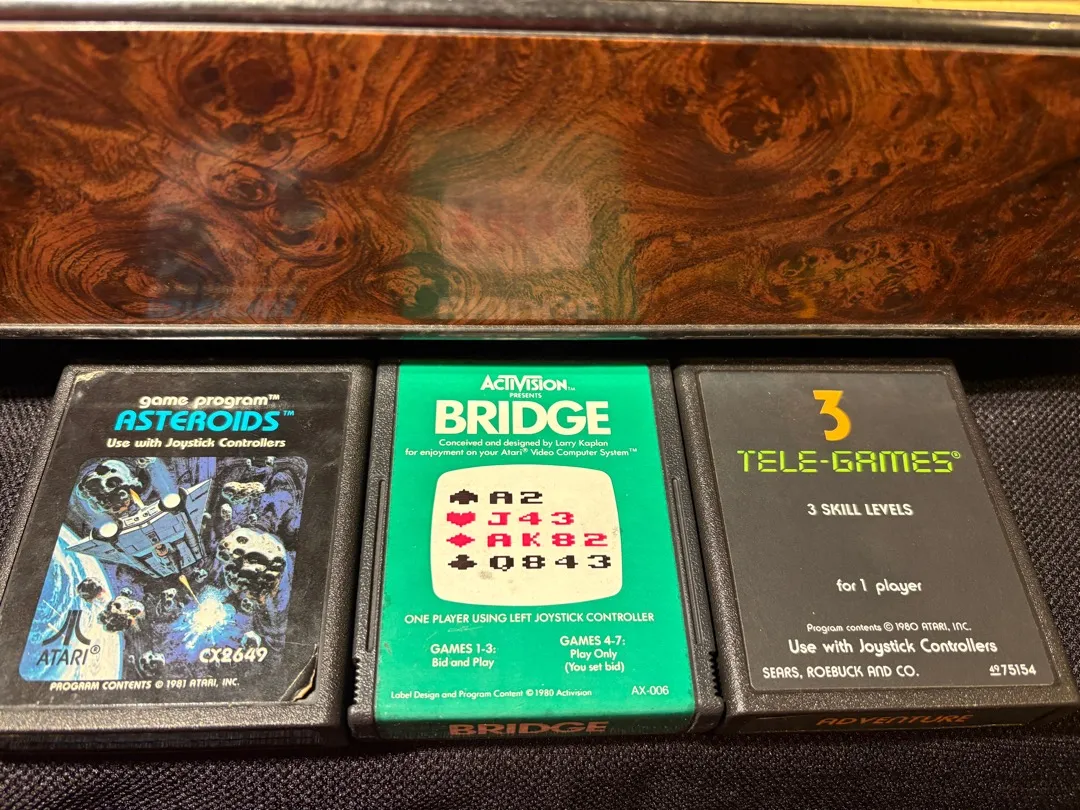 game program™
ASTEROIDS™
Use with Joystick Controllers
ATARI®
CX2649
PROGRAM CONTENTS © 1981 ATARI, INC.
ACTIVISION™
PRESENTS
BRIDGE
Conceived and designed by Larry Kaplan
for enjoyment on your Atari® Video Computer System™
♠ A2
♥ J43
♦ AK82
♣ Q843
ONE PLAYER USING LEFT JOYSTICK CONTROLLER
GAMES 1-3:
Bid and Play
GAMES 4-7:
Play Only
(You set bid)
Label Design and Program Content © 1980 Activision
AX-006
BRIDGE
3
TELE-GAMES®
3 SKILL LEVELS
for 1 player
Program contents © 1980 ATARI, INC.
Use with Joystick Controllers
SEARS, ROEBUCK AND CO.
49 75154
ADVENTURE